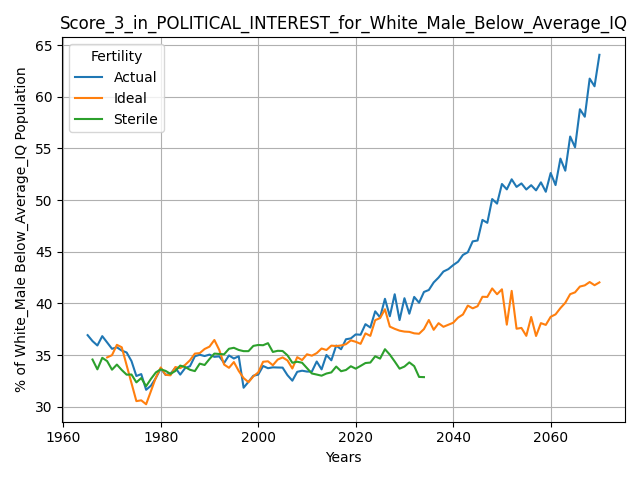 Score_3_in_POLITICAL_INTEREST_for_White_Male_Below_Average_IQ
Fertility
Actual
Ideal
Sterile
% of White_Male Below_Average_IQ Population
65
60
55
50
45
40
35
30
1960
1980
2000
2020
2040
2060
Years